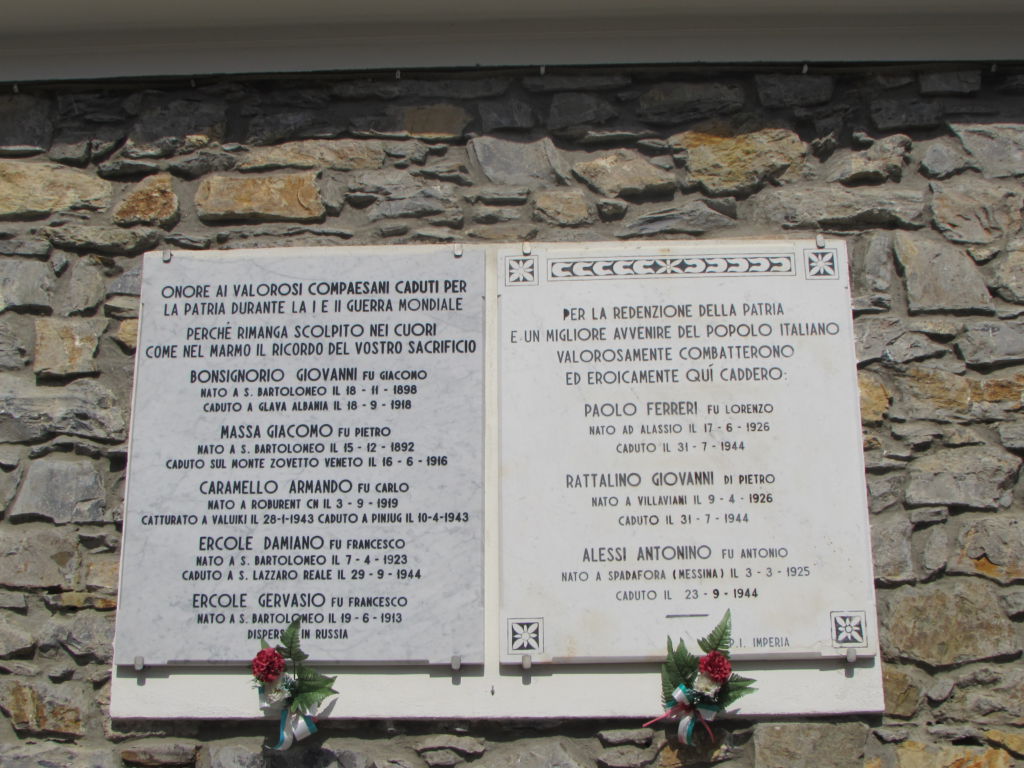 ONORE AI VALOROSI COMPAESANI CADUTI PER
LA PATRIA DURANTE LA I E II GUERRA MONDIALE
PERCHÉ RIMANGA SCOLPITO NEI CUORI
COME NEL MARMO IL RICORDO DEL VOSTRO SACRIFICIO
BONSIGNORIO GIOVANNI FU GIACOMO
NATO A S. BARTOLOMEO IL 18 - 11 - 1898
CADUTO A GLAVA ALBANIA IL 18 - 9 - 1918
MASSA GIACOMO FU PIETRO
NATO A S. BARTOLOMEO IL 15 - 12 - 1892
CADUTO SUL MONTE ZOVETTO VENETO IL 16 - 6 - 1916
CARAMELLO ARMANDO FU CARLO
NATO A ROBURENT CN IL 3 - 9 - 1919
CATTURATO A VALUIKI IL 28-1-1943 CADUTO A PINJUG IL 10-4-1943
ERCOLE DAMIANO FU FRANCESCO
NATO A S. BARTOLOMEO IL 7 - 4 - 1923
CADUTO A S. LAZZARO REALE IL 29 - 9 - 1944
ERCOLE GERVASIO FU FRANCESCO
NATO A S. BARTOLOMEO IL 19 - 6 - 1913
DISPERSO IN RUSSIA
PER LA REDENZIONE DELLA PATRIA
E UN MIGLIORE AVVENIRE DEL POPOLO ITALIANO
VALOROSAMENTE COMBATTERONO
ED EROICAMENTE QUÍ CADDERO:
PAOLO FERRERI FU LORENZO
NATO AD ALASSIO IL 17 - 6 - 1926
CADUTO IL 31 - 7 - 1944
RATTALINO GIOVANNI DI PIETRO
NATO A VILLAVIANI IL 9 - 4 - 1926
CADUTO IL 31 - 7 - 1944
ALESSI ANTONINO FU ANTONIO
NATO A SPADAFORA (MESSINA) IL 3 - 3 - 1925
CADUTO IL 23 - 9 - 1944
P.I. IMPERIA